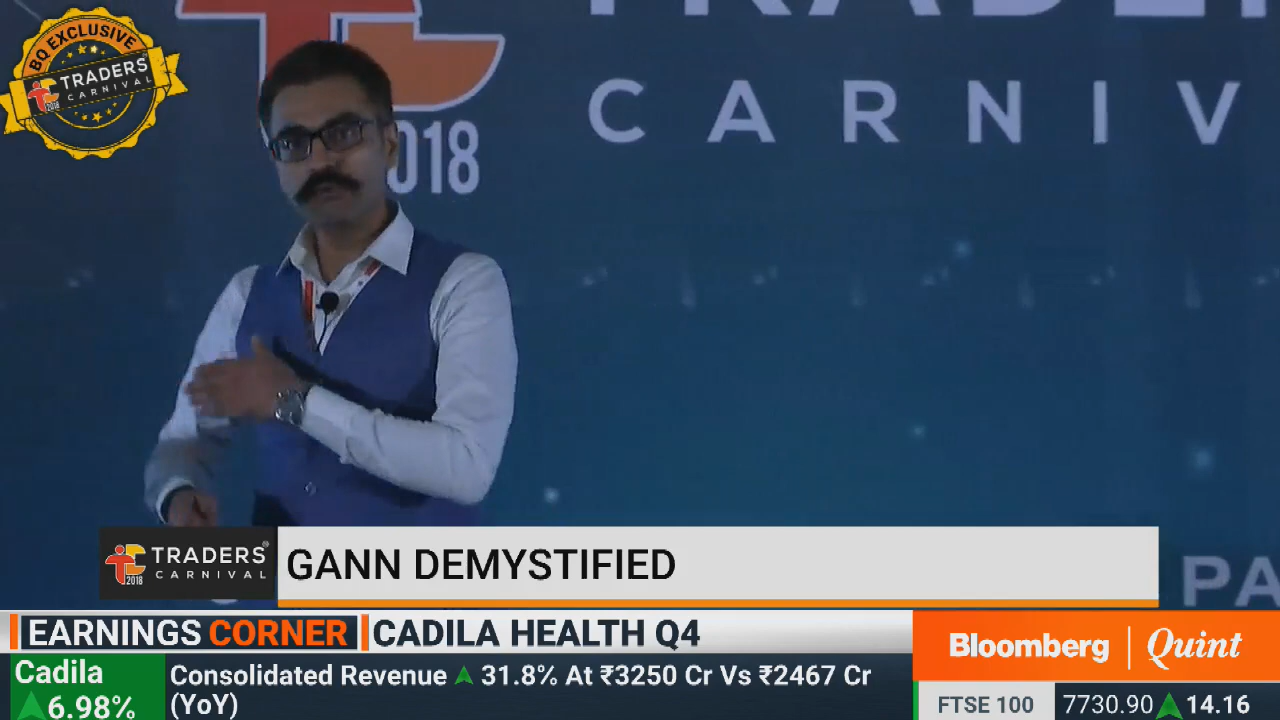 BQ EXCLUSIVE
TRADERS
CARNIVAL
2018
CARNIV
2018
TRADERS
CARNIVAL
2018
GANN DEMYSTIFIED
PA
EARNINGS CORNER
CADILA HEALTH Q4
Cadila
▲6.98%
Consolidated Revenue ▲ 31.8% At ₹3250 Cr Vs ₹2467 Cr
(YoY)
Bloomberg | Quint
FTSE 100 7730.90 ▲ 14.16